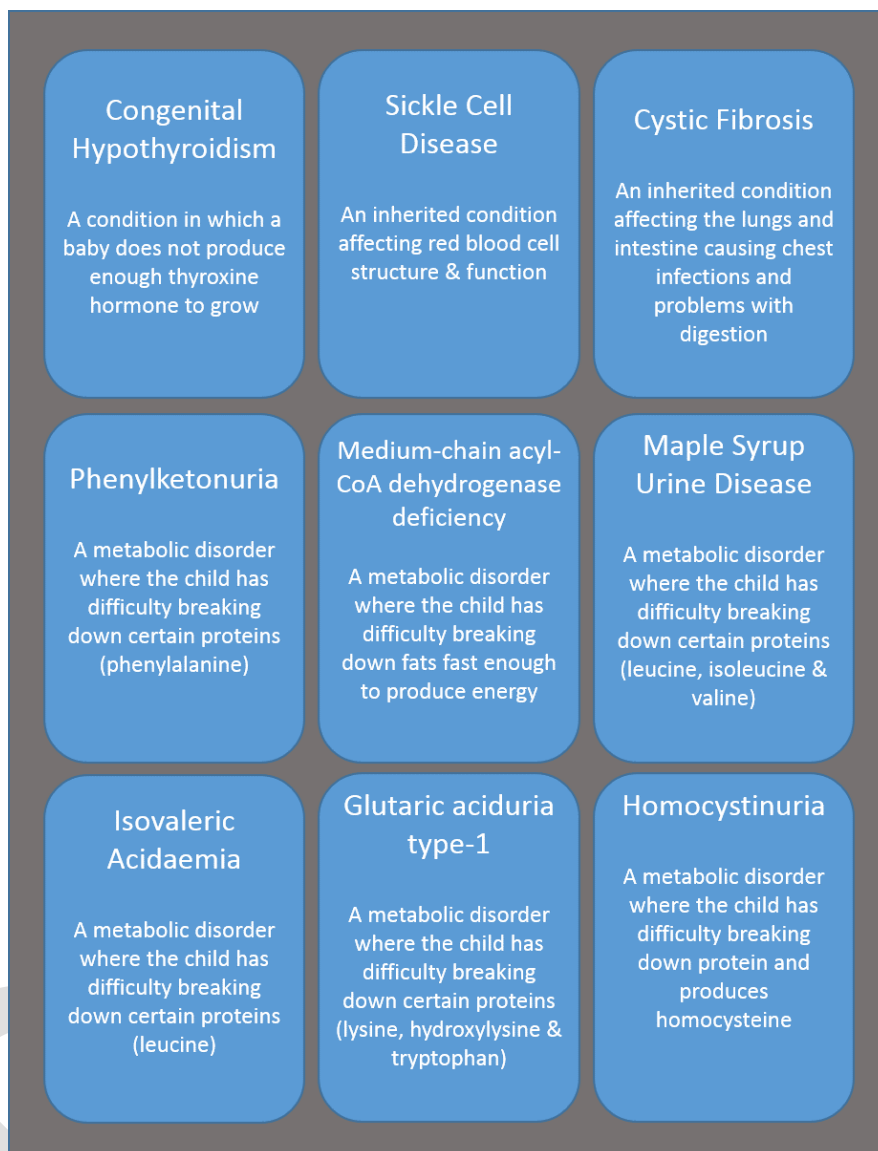 Congenital
Hypothyroidism
A condition in which a
baby does not produce
enough thyroxine
hormone to grow
Sickle Cell
Disease
An inherited condition
affecting red blood cell
structure & function
Cystic Fibrosis
An inherited condition
affecting the lungs and
intestine causing chest
infections and
problems with
digestion
Phenylketonuria
A metabolic disorder
where the child has
difficulty breaking
down certain proteins
(phenylalanine)
Medium-chain acyl-
CoA dehydrogenase
deficiency
A metabolic disorder
where the child has
difficulty breaking
down fats fast enough
to produce energy
Maple Syrup
Urine Disease
A metabolic disorder
where the child has
difficulty breaking
down certain proteins
(leucine, isoleucine &
valine)
Isovaleric
Acidaemia
A metabolic disorder
where the child has
difficulty breaking
down certain proteins
(leucine)
Glutaric aciduria
type-1
A metabolic disorder
where the child has
difficulty breaking
down certain proteins
(lysine, hydroxylysine &
tryptophan)
Homocystinuria
A metabolic disorder
where the child has
difficulty breaking
down protein and
produces
homocysteine